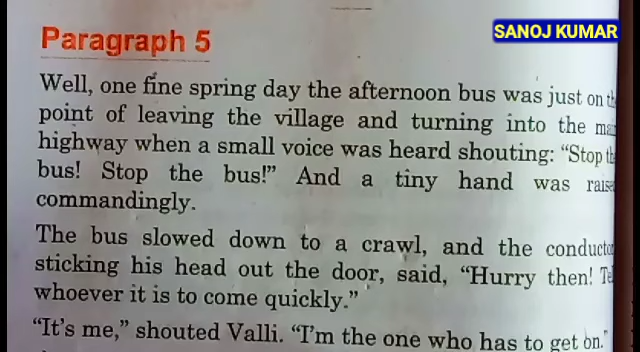 SANOJ KUMAR
Paragraph 5
Well, one fine spring day the afternoon bus was just on
point of leaving the village and turning into the
highway when a small voice was heard shouting: “Stop
bus! Stop the bus!” And a tiny hand was
commandingly.
The bus slowed down to a crawl, and the
sticking his head out the door, said, “Hurry then!
whoever it is to come quickly.”
“It's me,” shouted Valli. “I'm the one who has to get on.”